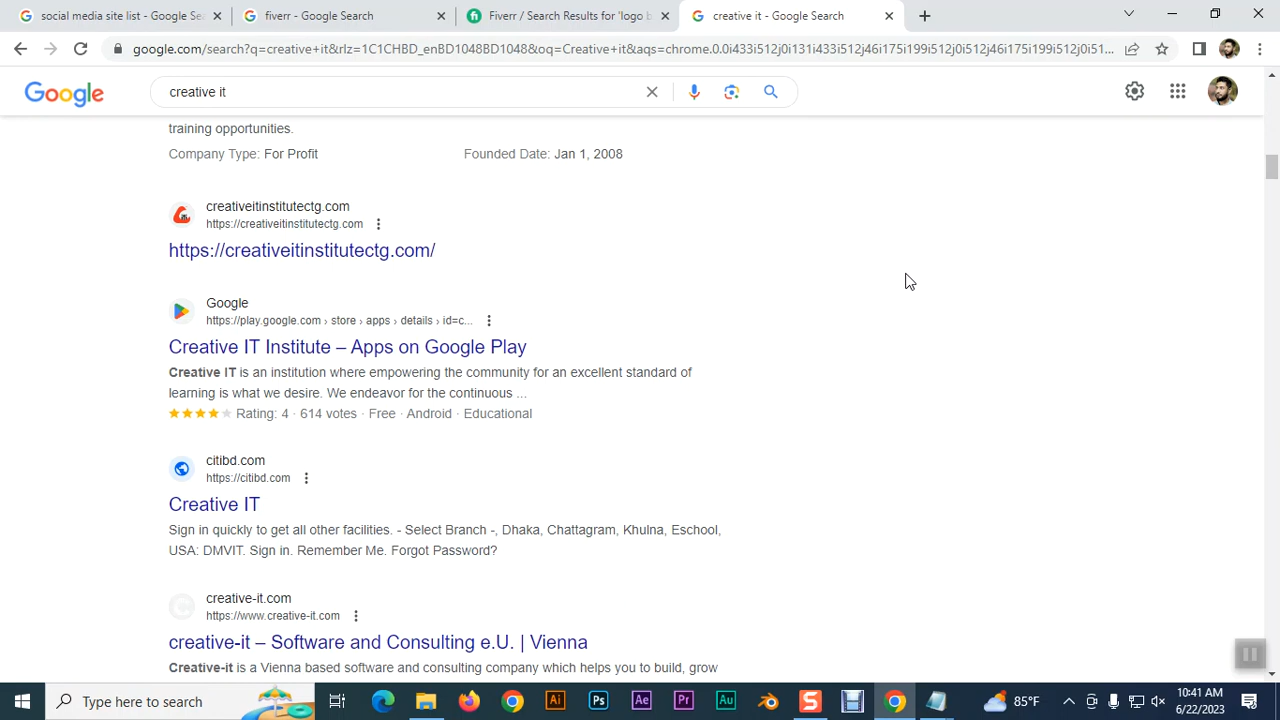 social media site list - Google Se
fiverr - Google Search
Fiverr / Search Results for 'logo b
creative it - Google Search
google.com/search?q=creative+it&rlz=1C1CHBD_enBD1048BD1048&oq=Creative+it&aqs=chrome.0.0i433i512j0i131i433i512j46i175i199i512j0i512j46i175i199i512j0i51...
Google
creative it
training opportunities.
Company Type: For Profit
Founded Date: Jan 1, 2008
creativeitinstitutectg.com
https://creativeitinstitutectg.com
https://creativeitinstitutectg.com/
Google
https://play.google.com › store › apps › details › id=c...
Creative IT Institute – Apps on Google Play
Creative IT is an institution where empowering the community for an excellent standard of
learning is what we desire. We endeavor for the continuous ...
Rating: 4 · 614 votes · Free · Android · Educational
citibd.com
https://citibd.com
Creative IT
Sign in quickly to get all other facilities. - Select Branch -, Dhaka, Chattagram, Khulna, Eschool,
USA: DMVIT. Sign in. Remember Me. Forgot Password?
creative-it.com
https://www.creative-it.com
creative-it – Software and Consulting e.U. | Vienna
Creative-it is a Vienna based software and consulting company which helps you to build, grow
Type here to search
Ai
Ps
Ae
Pr
Au
S
85°F
10:41 AM
6/22/2023